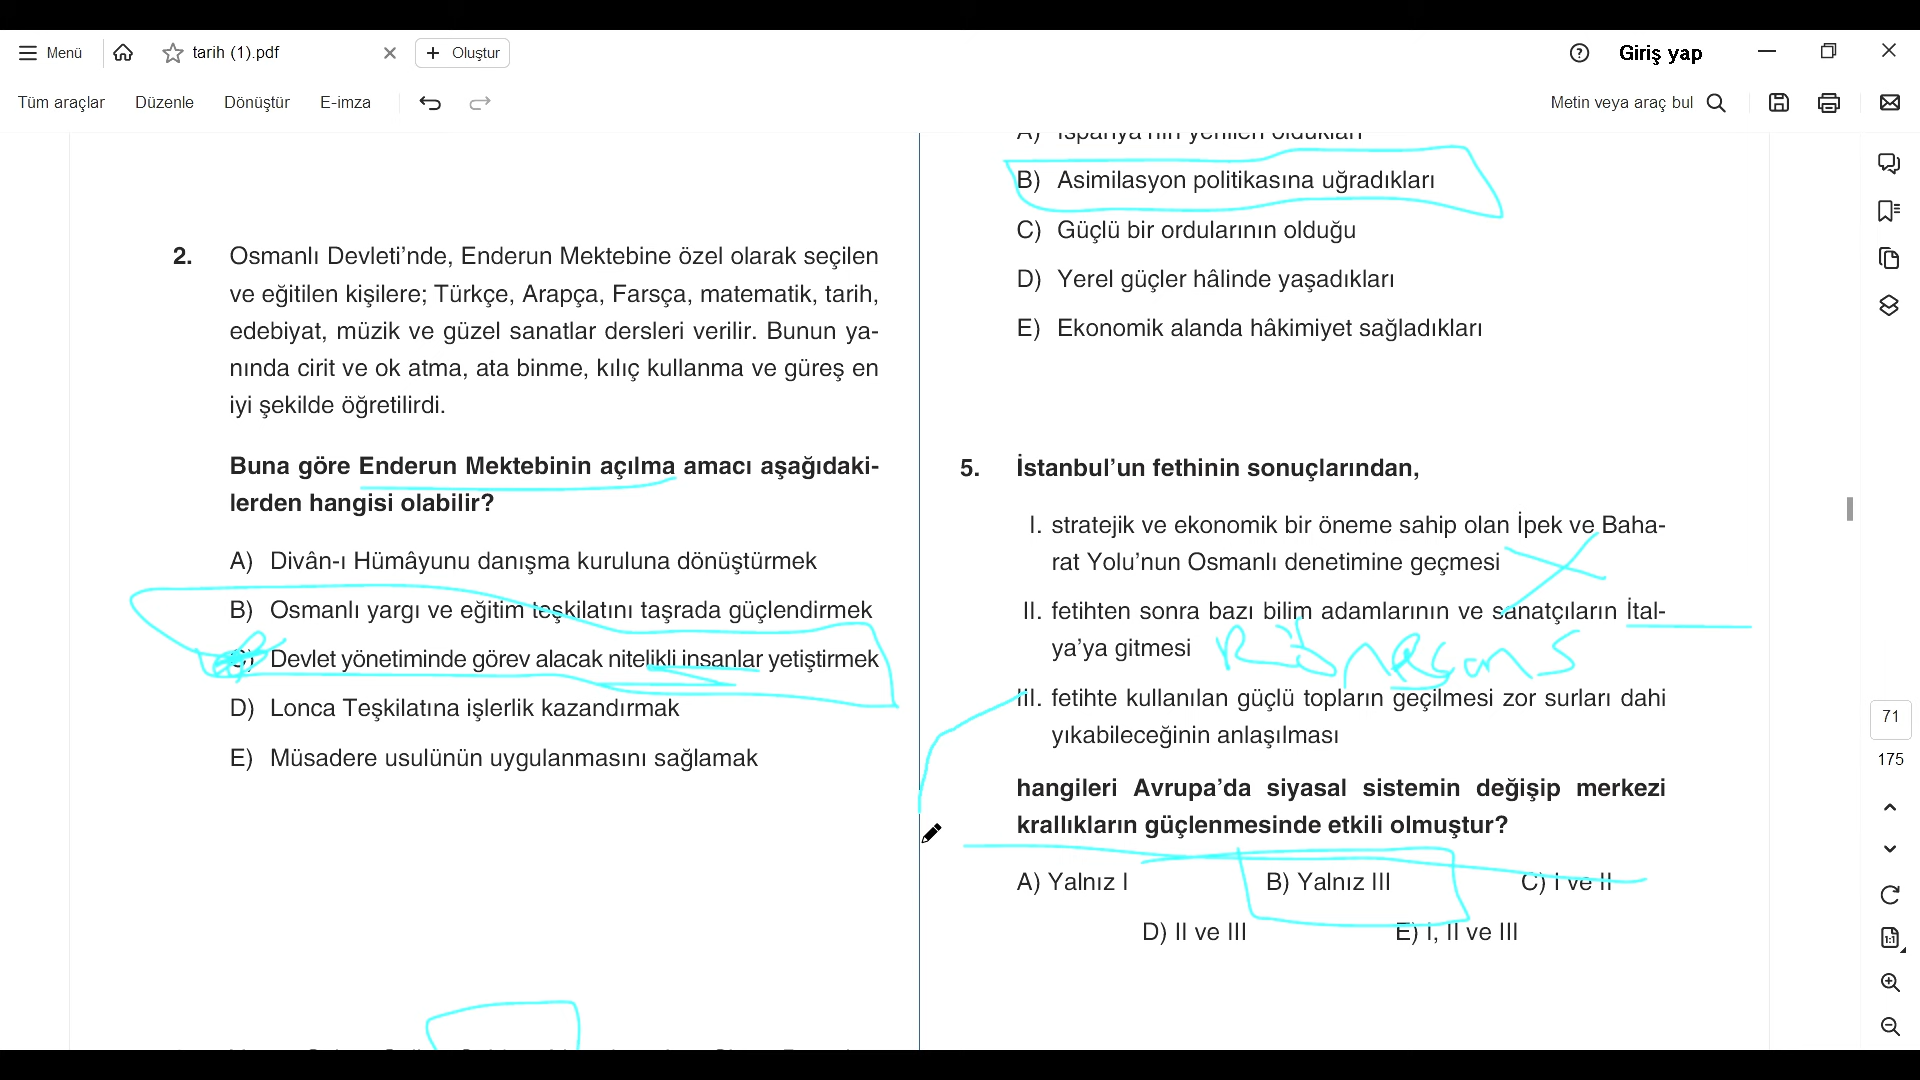 Menü
tarih (1).pdf
Oluştur
Giriş yap
Tüm araçlar
Düzenle
Dönüştür
E-imza
Metin veya araç bul
2. Osmanlı Devleti’nde, Enderun Mektebine özel olarak seçilen
ve eğitilen kişilere; Türkçe, Arapça, Farsça, matematik, tarih,
edebiyat, müzik ve güzel sanatlar dersleri verilir. Bunun ya-
nında cirit ve ok atma, ata binme, kılıç kullanma ve güreş en
iyi şekilde öğretilirdi.
Buna göre Enderun Mektebinin açılma amacı aşağıdaki-
lerden hangisi olabilir?
A) Divân-ı Hümâyunu danışma kuruluna dönüştürmek
B) Osmanlı yargı ve eğitim teşkilatını taşrada güçlendirmek
C) Devlet yönetiminde görev alacak nitelikli insanlar yetiştirmek
D) Lonca Teşkilatına işlerlik kazandırmak
E) Müsadere usulünün uygulanmasını sağlamak
A) İspanya’nın yenilen oldukları
B) Asimilasyon politikasına uğradıkları
C) Güçlü bir ordularının olduğu
D) Yerel güçler hâlinde yaşadıkları
E) Ekonomik alanda hâkimiyet sağladıkları
5. İstanbul’un fethinin sonuçlarından,
I. stratejik ve ekonomik bir öneme sahip olan İpek ve Baha-
rat Yolu’nun Osmanlı denetimine geçmesi
II. fetihten sonra bazı bilim adamlarının ve sanatçıların İtal-
ya’ya gitmesi
Rönesans
III. fetihte kullanılan güçlü topların geçilmesi zor surları dahi
yıkabileceğinin anlaşılması
hangileri Avrupa’da siyasal sistemin değişip merkezi
krallıkların güçlenmesinde etkili olmuştur?
A) Yalnız I B) Yalnız III C) I ve II
D) II ve III E) I, II ve III
71
175